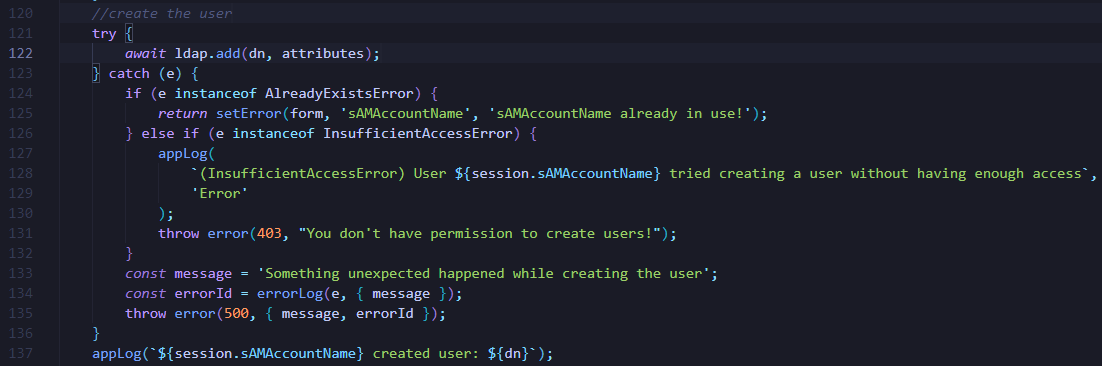 120 //create the user
121 try {
122 await ldap.add(dn, attributes);
123 } catch (e) {
124 if (e instanceof AlreadyExistsError) {
125 return setError(form, 'sAMAccountName', 'sAMAccountName already in use!');
126 } else if (e instanceof InsufficientAccessError) {
127 appLog(
128 `(InsufficientAccessError) User ${session.sAMAccountName} tried creating a user without having enough access`,
129 'Error'
130 );
131 throw error(403, "You don't have permission to create users!");
132 }
133 const message = 'Something unexpected happened while creating the user';
134 const errorId = errorLog(e, { message });
135 throw error(500, { message, errorId });
136 }
137 appLog(`${session.sAMAccountName} created user: ${dn}`);